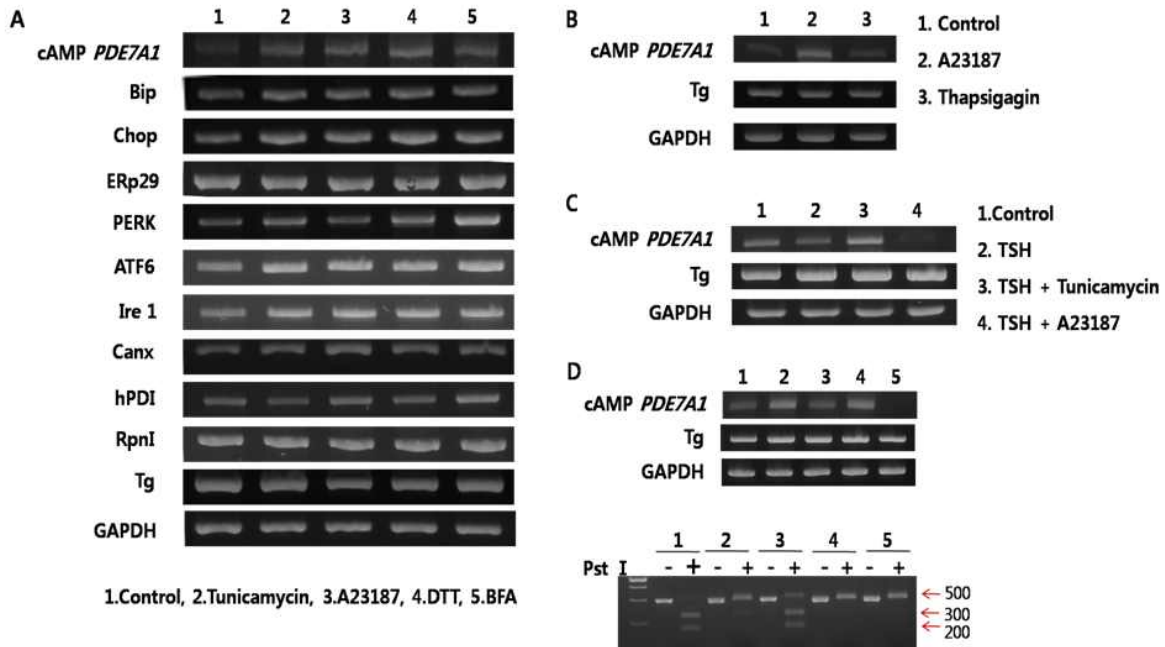 A
1 2 3 4 5
cAMP PDE7A1
Bip
Chop
ERp29
PERK
ATF6
Ire 1
Canx
hPDI
RpnI
Tg
GAPDH
1.Control, 2.Tunicamycin, 3.A23187, 4.DTT, 5.BFA
B
1 2 3
cAMP PDE7A1
Tg
GAPDH
1. Control
2. A23187
3. Thapsigagin
C
1 2 3 4
cAMP PDE7A1
Tg
GAPDH
1.Control
2. TSH
3. TSH + Tunicamycin
4. TSH + A23187
D
1 2 3 4 5
cAMP PDE7A1
Tg
GAPDH
1 2 3 4 5
Pst I - + - + - + - + - +
500
300
200